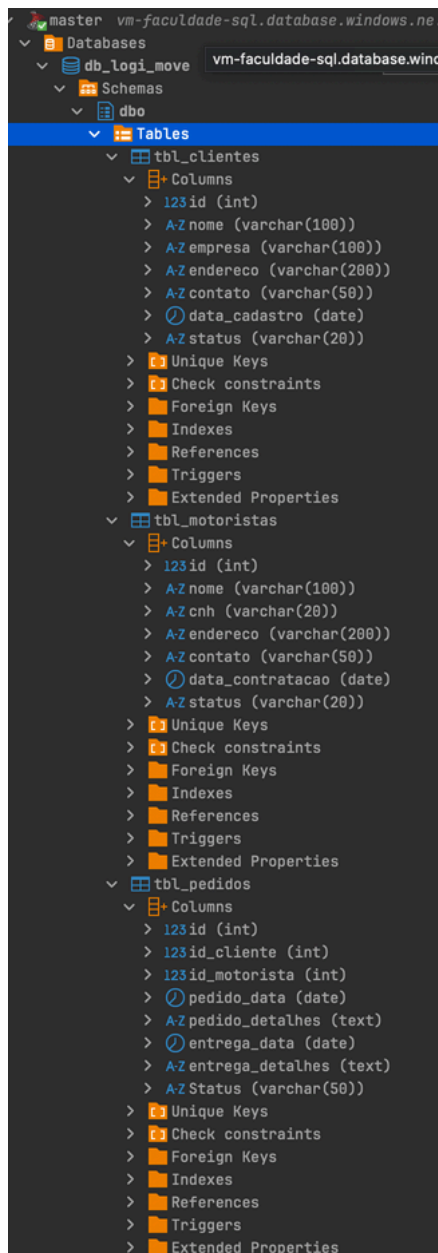 master vm-faculdade-sql.database.windows.ne
Databases
db_logi_move
vm-faculdade-sql.database.wind
Schemas
dbo
Tables
tbl_clientes
Columns
123 id (int)
A-Z nome (varchar(100))
A-Z empresa (varchar(100))
A-Z endereco (varchar(200))
A-Z contato (varchar(50))
data_cadastro (date)
A-Z status (varchar(20))
Unique Keys
Check constraints
Foreign Keys
Indexes
References
Triggers
Extended Properties
tbl_motoristas
Columns
123 id (int)
A-Z nome (varchar(100))
A-Z cnh (varchar(20))
A-Z endereco (varchar(200))
A-Z contato (varchar(50))
data_contratacao (date)
A-Z status (varchar(20))
Unique Keys
Check constraints
Foreign Keys
Indexes
References
Triggers
Extended Properties
tbl_pedidos
Columns
123 id (int)
123 id_cliente (int)
123 id_motorista (int)
pedido_data (date)
A-Z pedido_detalhes (text)
entrega_data (date)
A-Z entrega_detalhes (text)
A-Z Status (varchar(50))
Unique Keys
Check constraints
Foreign Keys
Indexes
References
Triggers
Extended Properties